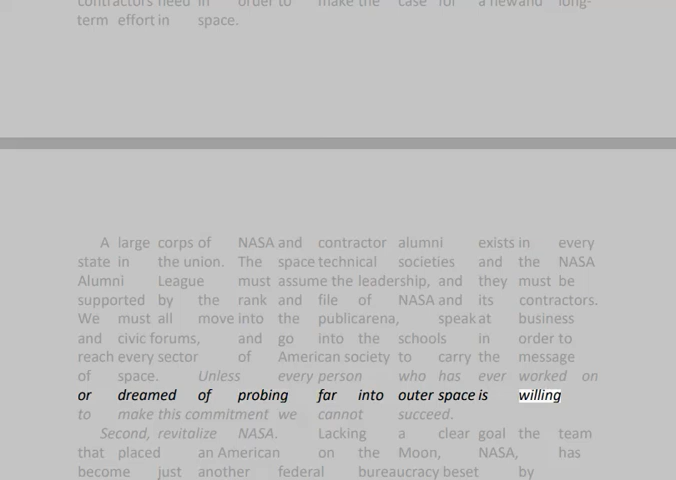 contractors need in order to make the case for a new and long-
term effort in space.
A large corps of NASA and contractor alumni exists in every
state in the union. The space technical societies and the NASA
Alumni League must assume the leadership, and they must be
supported by the rank and file of NASA and its contractors.
We must all move into the public arena, speak at business
and civic forums, and go into the schools in order to
reach every sector of American society to carry the message
of space. Unless every person who has ever worked on
or dreamed of probing far into outer space is willing
to make this commitment we cannot succeed.
Second, revitalize NASA. Lacking a clear goal the team
that placed an American on the Moon, NASA, has
become just another federal bureaucracy beset by